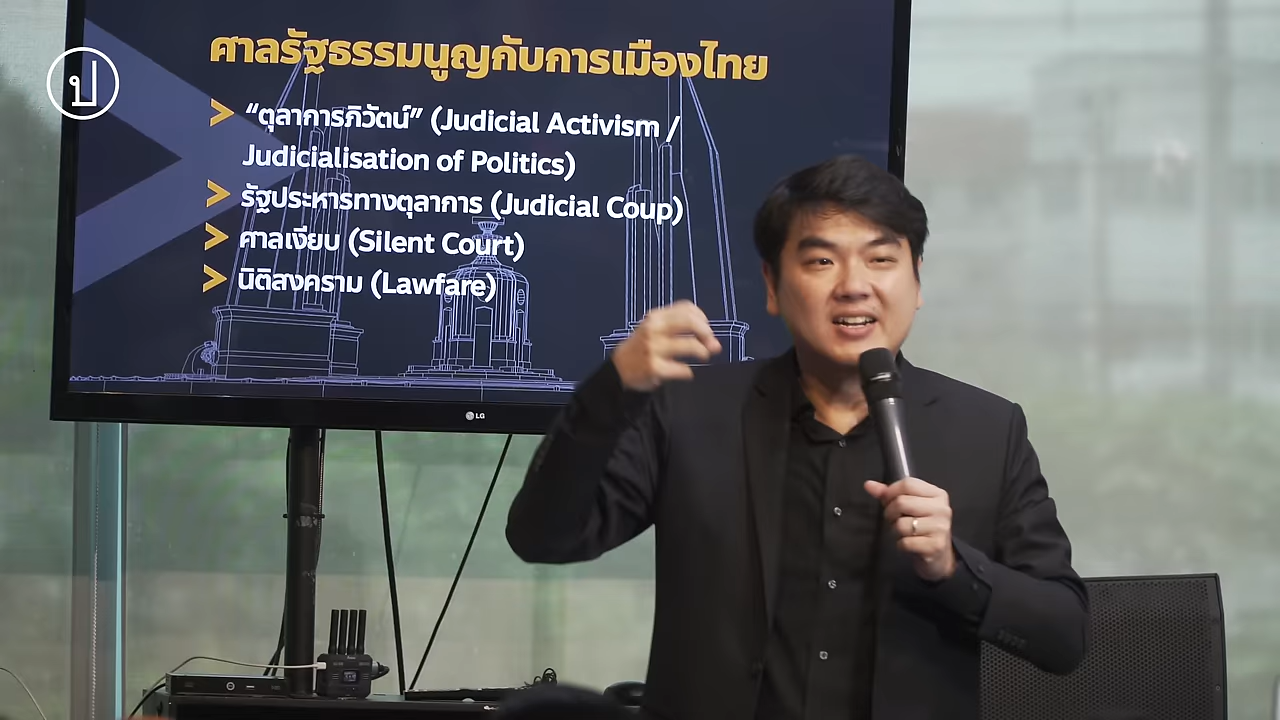 ป
ศาลรัฐธรรมนูญกับการเมืองไทย
“ตุลาการภิวัตน์” (Judicial Activism /
Judicialisation of Politics)
รัฐประหารทางตุลาการ (Judicial Coup)
ศาลเงียบ (Silent Court)
นิติสงคราม (Lawfare)
LG